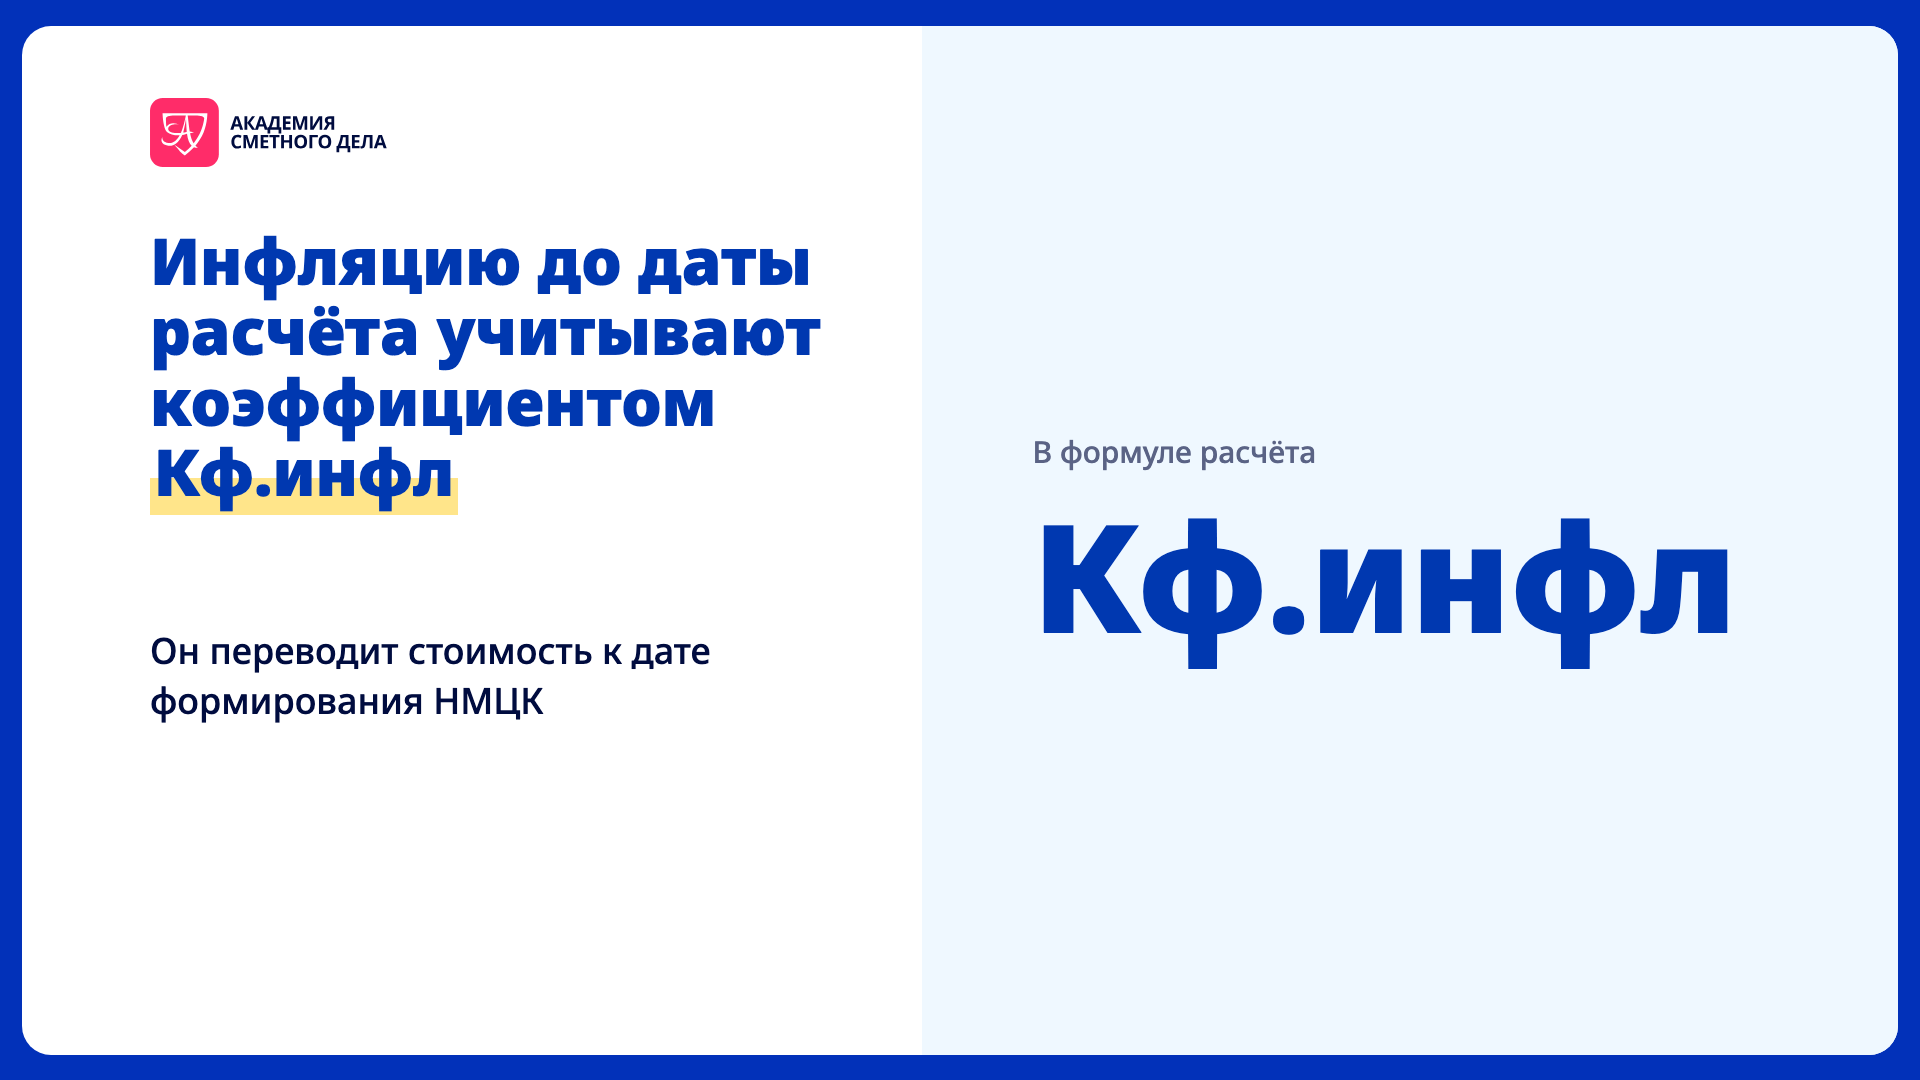 АКАДЕМИЯ
СМЕТНОГО ДЕЛА
Инфляцию до даты
расчёта учитывают
коэффициентом
Кф.инфл
Он переводит стоимость к дате
формирования НМЦК
В формуле расчёта
Кф.инфл